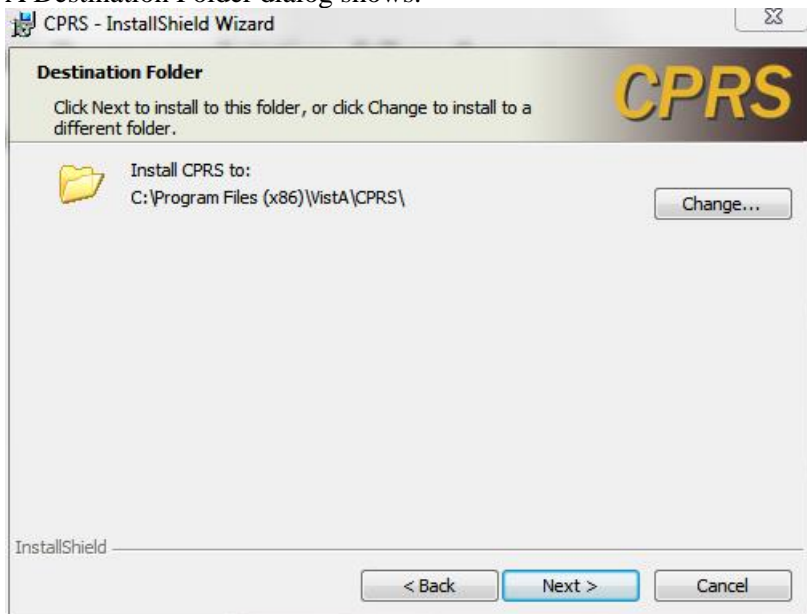 A Destination Folder dialog shows:
CPRS - InstallShield Wizard
Destination Folder
CPRS
Click Next to install to this folder, or click Change to install to a
different folder.
Install CPRS to:
C:\Program Files (x86)\VistA\CPRS\
Change...
InstallShield
< Back Next > Cancel